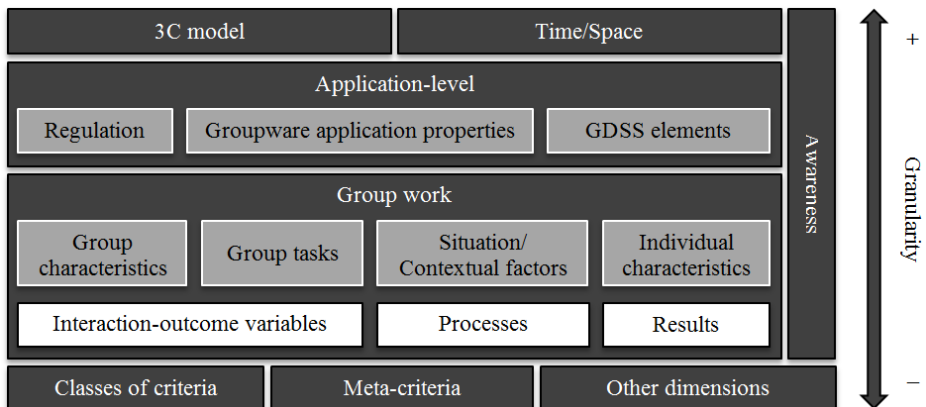 3C model
Time/Space
+
Application-level
Regulation
Groupware application properties
GDSS elements
Awareness
Granularity
Group work
Group
characteristics
Group tasks
Situation/
Contextual factors
Individual
characteristics
Interaction-outcome variables
Processes
Results
Classes of criteria
Meta-criteria
Other dimensions
–